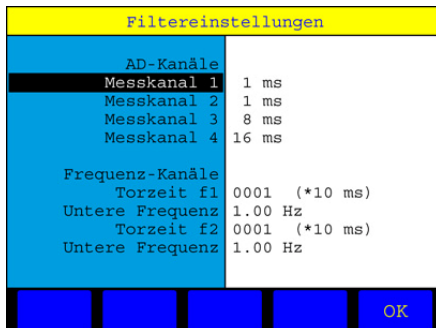 Filtereinstellungen
AD-Kanäle
Messkanal 1 1 ms
Messkanal 2 1 ms
Messkanal 3 8 ms
Messkanal 4 16 ms
Frequenz-Kanäle
Torzeit f1 0001 (*10 ms)
Untere Frequenz 1.00 Hz
Torzeit f2 0001 (*10 ms)
Untere Frequenz 1.00 Hz
OK